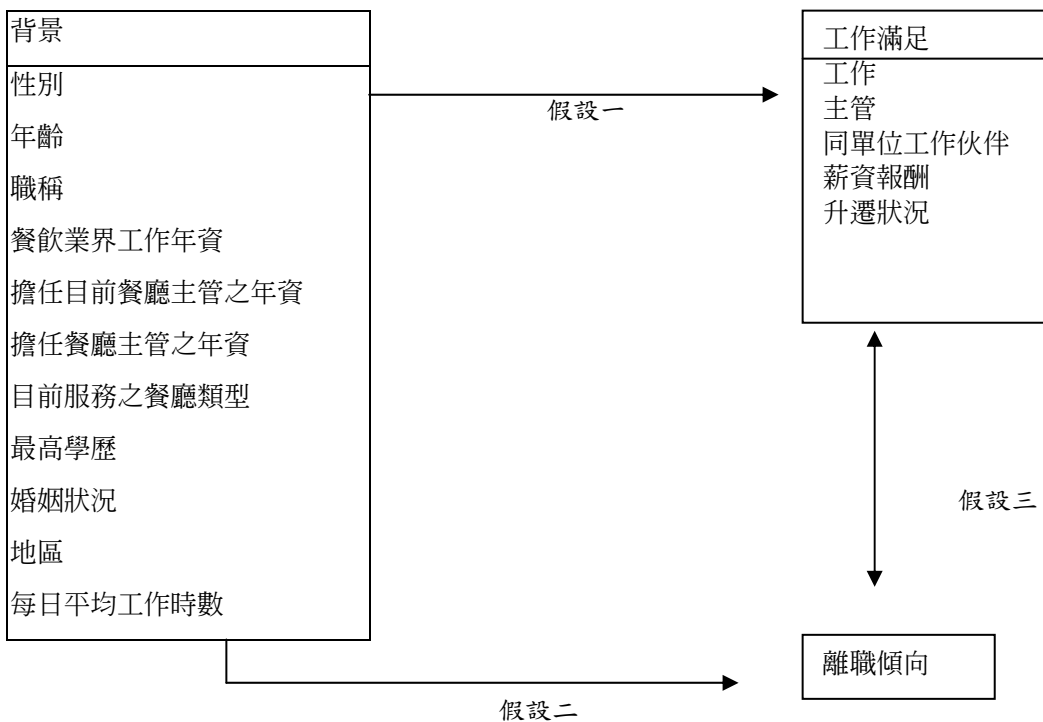 背景
性別
年齡
職稱
餐飲業界工作年資
擔任目前餐廳主管之年資
擔任餐廳主管之年資
目前服務之餐廳類型
最高學歷
婚姻狀況
地區
每日平均工作時數
假設一
工作滿足
工作
主管
同單位工作伙伴
薪資報酬
升遷狀況
假設三
離職傾向
假設二